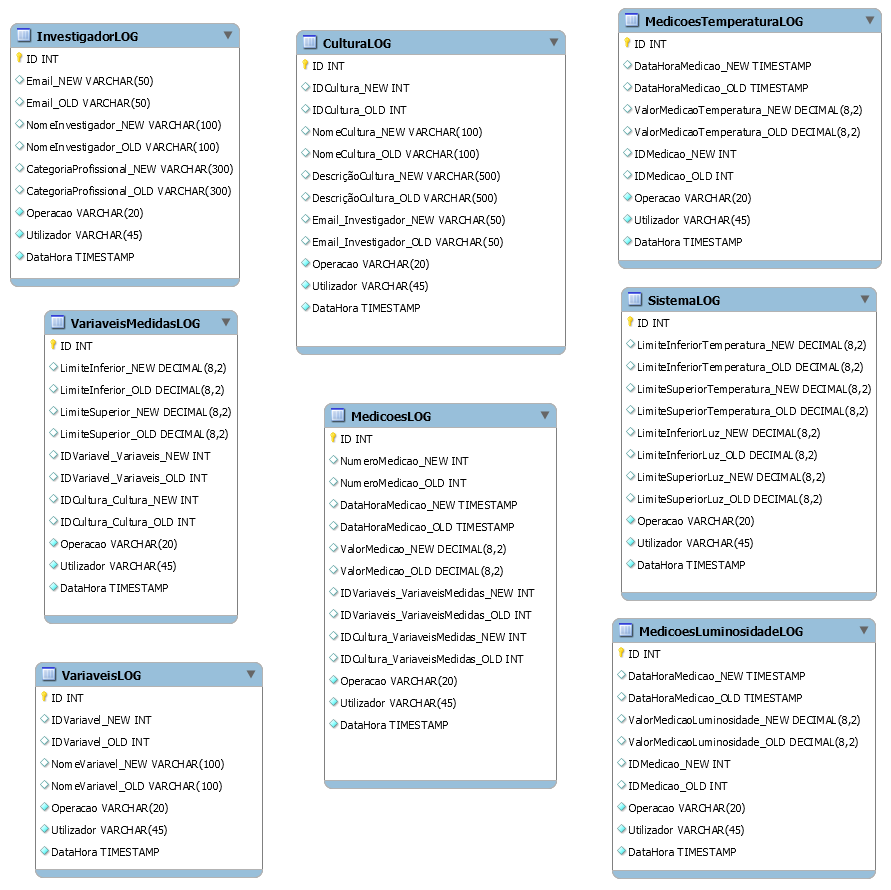 InvestigadorLOG
ID INT
Email_NEW VARCHAR(50)
Email_OLD VARCHAR(50)
NomeInvestigador_NEW VARCHAR(100)
NomeInvestigador_OLD VARCHAR(100)
CategoriaProfissional_NEW VARCHAR(300)
CategoriaProfissional_OLD VARCHAR(300)
Operacao VARCHAR(20)
Utilizador VARCHAR(45)
DataHora TIMESTAMP
CulturaLOG
ID INT
IDCultura_NEW INT
IDCultura_OLD INT
NomeCultura_NEW VARCHAR(100)
NomeCultura_OLD VARCHAR(100)
DescriçãoCultura_NEW VARCHAR(500)
DescriçãoCultura_OLD VARCHAR(500)
Email_Investigador_NEW VARCHAR(50)
Email_Investigador_OLD VARCHAR(50)
Operacao VARCHAR(20)
Utilizador VARCHAR(45)
DataHora TIMESTAMP
MedicoesTemperaturaLOG
ID INT
DataHoraMedicao_NEW TIMESTAMP
DataHoraMedicao_OLD TIMESTAMP
ValorMedicaoTemperatura_NEW DECIMAL(8,2)
ValorMedicaoTemperatura_OLD DECIMAL(8,2)
IDMedicao_NEW INT
IDMedicao_OLD INT
Operacao VARCHAR(20)
Utilizador VARCHAR(45)
DataHora TIMESTAMP
VariaveisMedidasLOG
ID INT
LimiteInferior_NEW DECIMAL(8,2)
LimiteInferior_OLD DECIMAL(8,2)
LimiteSuperior_NEW DECIMAL(8,2)
LimiteSuperior_OLD DECIMAL(8,2)
IDVariavel_Variaveis_NEW INT
IDVariavel_Variaveis_OLD INT
IDCultura_Cultura_NEW INT
IDCultura_Cultura_OLD INT
Operacao VARCHAR(20)
Utilizador VARCHAR(45)
DataHora TIMESTAMP
MedicoesLOG
ID INT
NumeroMedicao_NEW INT
NumeroMedicao_OLD INT
DataHoraMedicao_NEW TIMESTAMP
DataHoraMedicao_OLD TIMESTAMP
ValorMedicao_NEW DECIMAL(8,2)
ValorMedicao_OLD DECIMAL(8,2)
IDVariaveis_VariaveisMedidas_NEW INT
IDVariaveis_VariaveisMedidas_OLD INT
IDCultura_VariaveisMedidas_NEW INT
IDCultura_VariaveisMedidas_OLD INT
Operacao VARCHAR(20)
Utilizador VARCHAR(45)
DataHora TIMESTAMP
SistemaLOG
ID INT
LimiteInferiorTemperatura_NEW DECIMAL(8,2)
LimiteInferiorTemperatura_OLD DECIMAL(8,2)
LimiteSuperiorTemperatura_NEW DECIMAL(8,2)
LimiteSuperiorTemperatura_OLD DECIMAL(8,2)
LimiteInferiorLuz_NEW DECIMAL(8,2)
LimiteInferiorLuz_OLD DECIMAL(8,2)
LimiteSuperiorLuz_NEW DECIMAL(8,2)
LimiteSuperiorLuz_OLD DECIMAL(8,2)
Operacao VARCHAR(20)
Utilizador VARCHAR(45)
DataHora TIMESTAMP
VariaveisLOG
ID INT
IDVariavel_NEW INT
IDVariavel_OLD INT
NomeVariavel_NEW VARCHAR(100)
NomeVariavel_OLD VARCHAR(100)
Operacao VARCHAR(20)
Utilizador VARCHAR(45)
DataHora TIMESTAMP
MedicoesLuminosidadeLOG
ID INT
DataHoraMedicao_NEW TIMESTAMP
DataHoraMedicao_OLD TIMESTAMP
ValorMedicaoLuminosidade_NEW DECIMAL(8,2)
ValorMedicaoLuminosidade_OLD DECIMAL(8,2)
IDMedicao_NEW INT
IDMedicao_OLD INT
Operacao VARCHAR(20)
Utilizador VARCHAR(45)
DataHora TIMESTAMP